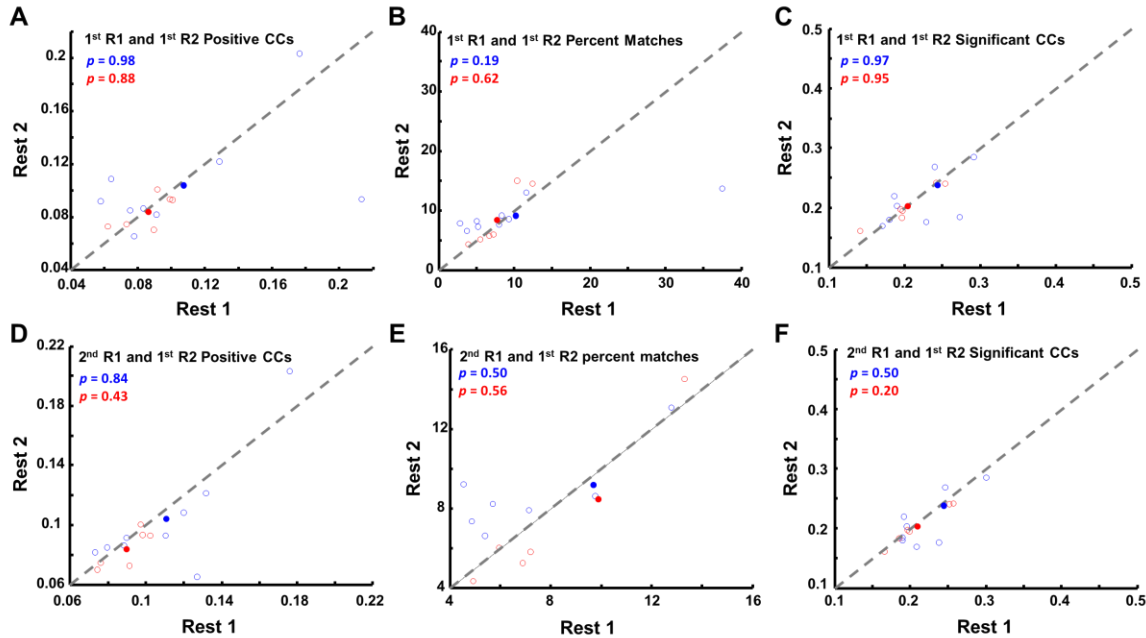 A
1st R1 and 1st R2 Positive CCs
p = 0.98
p = 0.88
0.2
0.16
0.12
0.08
0.04
Rest 2
0.04
0.08
0.12
0.16
0.2
Rest 1
B
1st R1 and 1st R2 Percent Matches
p = 0.19
p = 0.62
40
30
20
10
0
Rest 2
0
10
20
30
40
Rest 1
C
1st R1 and 1st R2 Significant CCs
p = 0.97
p = 0.95
0.5
0.4
0.3
0.2
0.1
Rest 2
0.1
0.2
0.3
0.4
0.5
Rest 1
D
2nd R1 and 1st R2 Positive CCs
p = 0.84
p = 0.43
0.22
0.18
0.14
0.1
0.06
Rest 2
0.06
0.1
0.14
0.18
0.22
Rest 1
E
2nd R1 and 1st R2 percent matches
p = 0.50
p = 0.56
16
12
8
4
Rest 2
4
8
12
16
Rest 1
F
2nd R1 and 1st R2 Significant CCs
p = 0.50
p = 0.20
0.5
0.4
0.3
0.2
0.1
Rest 2
0.1
0.2
0.3
0.4
0.5
Rest 1